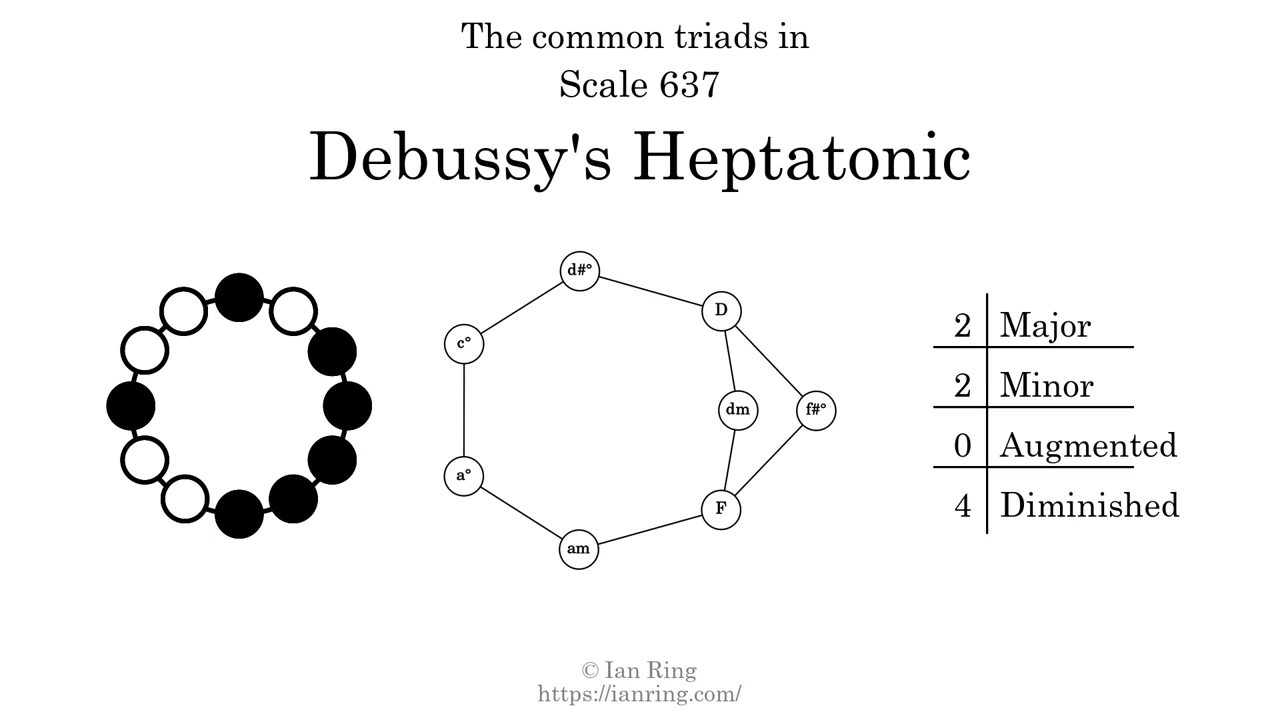 The common triads in
Scale 637
Debussy's Heptatonic
d#°
D
c°
dm
f#°
a°
F
am
2 Major
2 Minor
0 Augmented
4 Diminished
© Ian Ring
https://ianring.com/